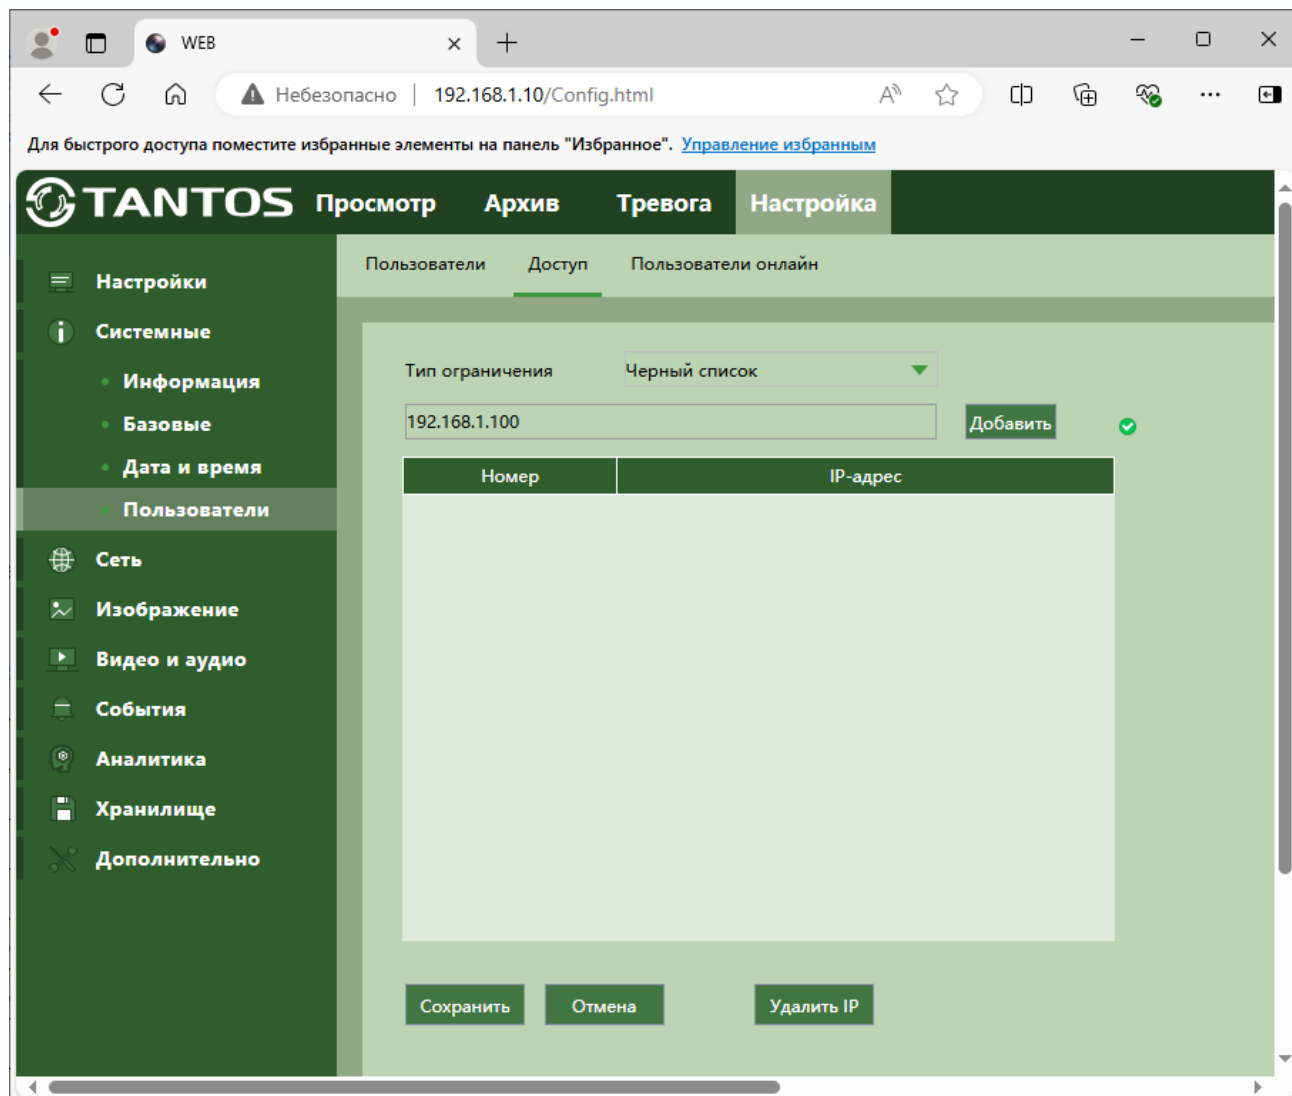 WEB
Небезопасно 192.168.1.10/Config.html
Для быстрого доступа поместите избранные элементы на панель "Избранное". Управление избранным
TANTOS Просмотр Архив Тревога Настройка
Пользователи Доступ Пользователи онлайн
Настройки
Системные
Информация
Базовые
Дата и время
Пользователи
Сеть
Изображение
Видео и аудио
События
Аналитика
Хранилище
Дополнительно
Тип ограничения Черный список
192.168.1.100 Добавить
Номер IP-адрес
Сохранить Отмена Удалить IP